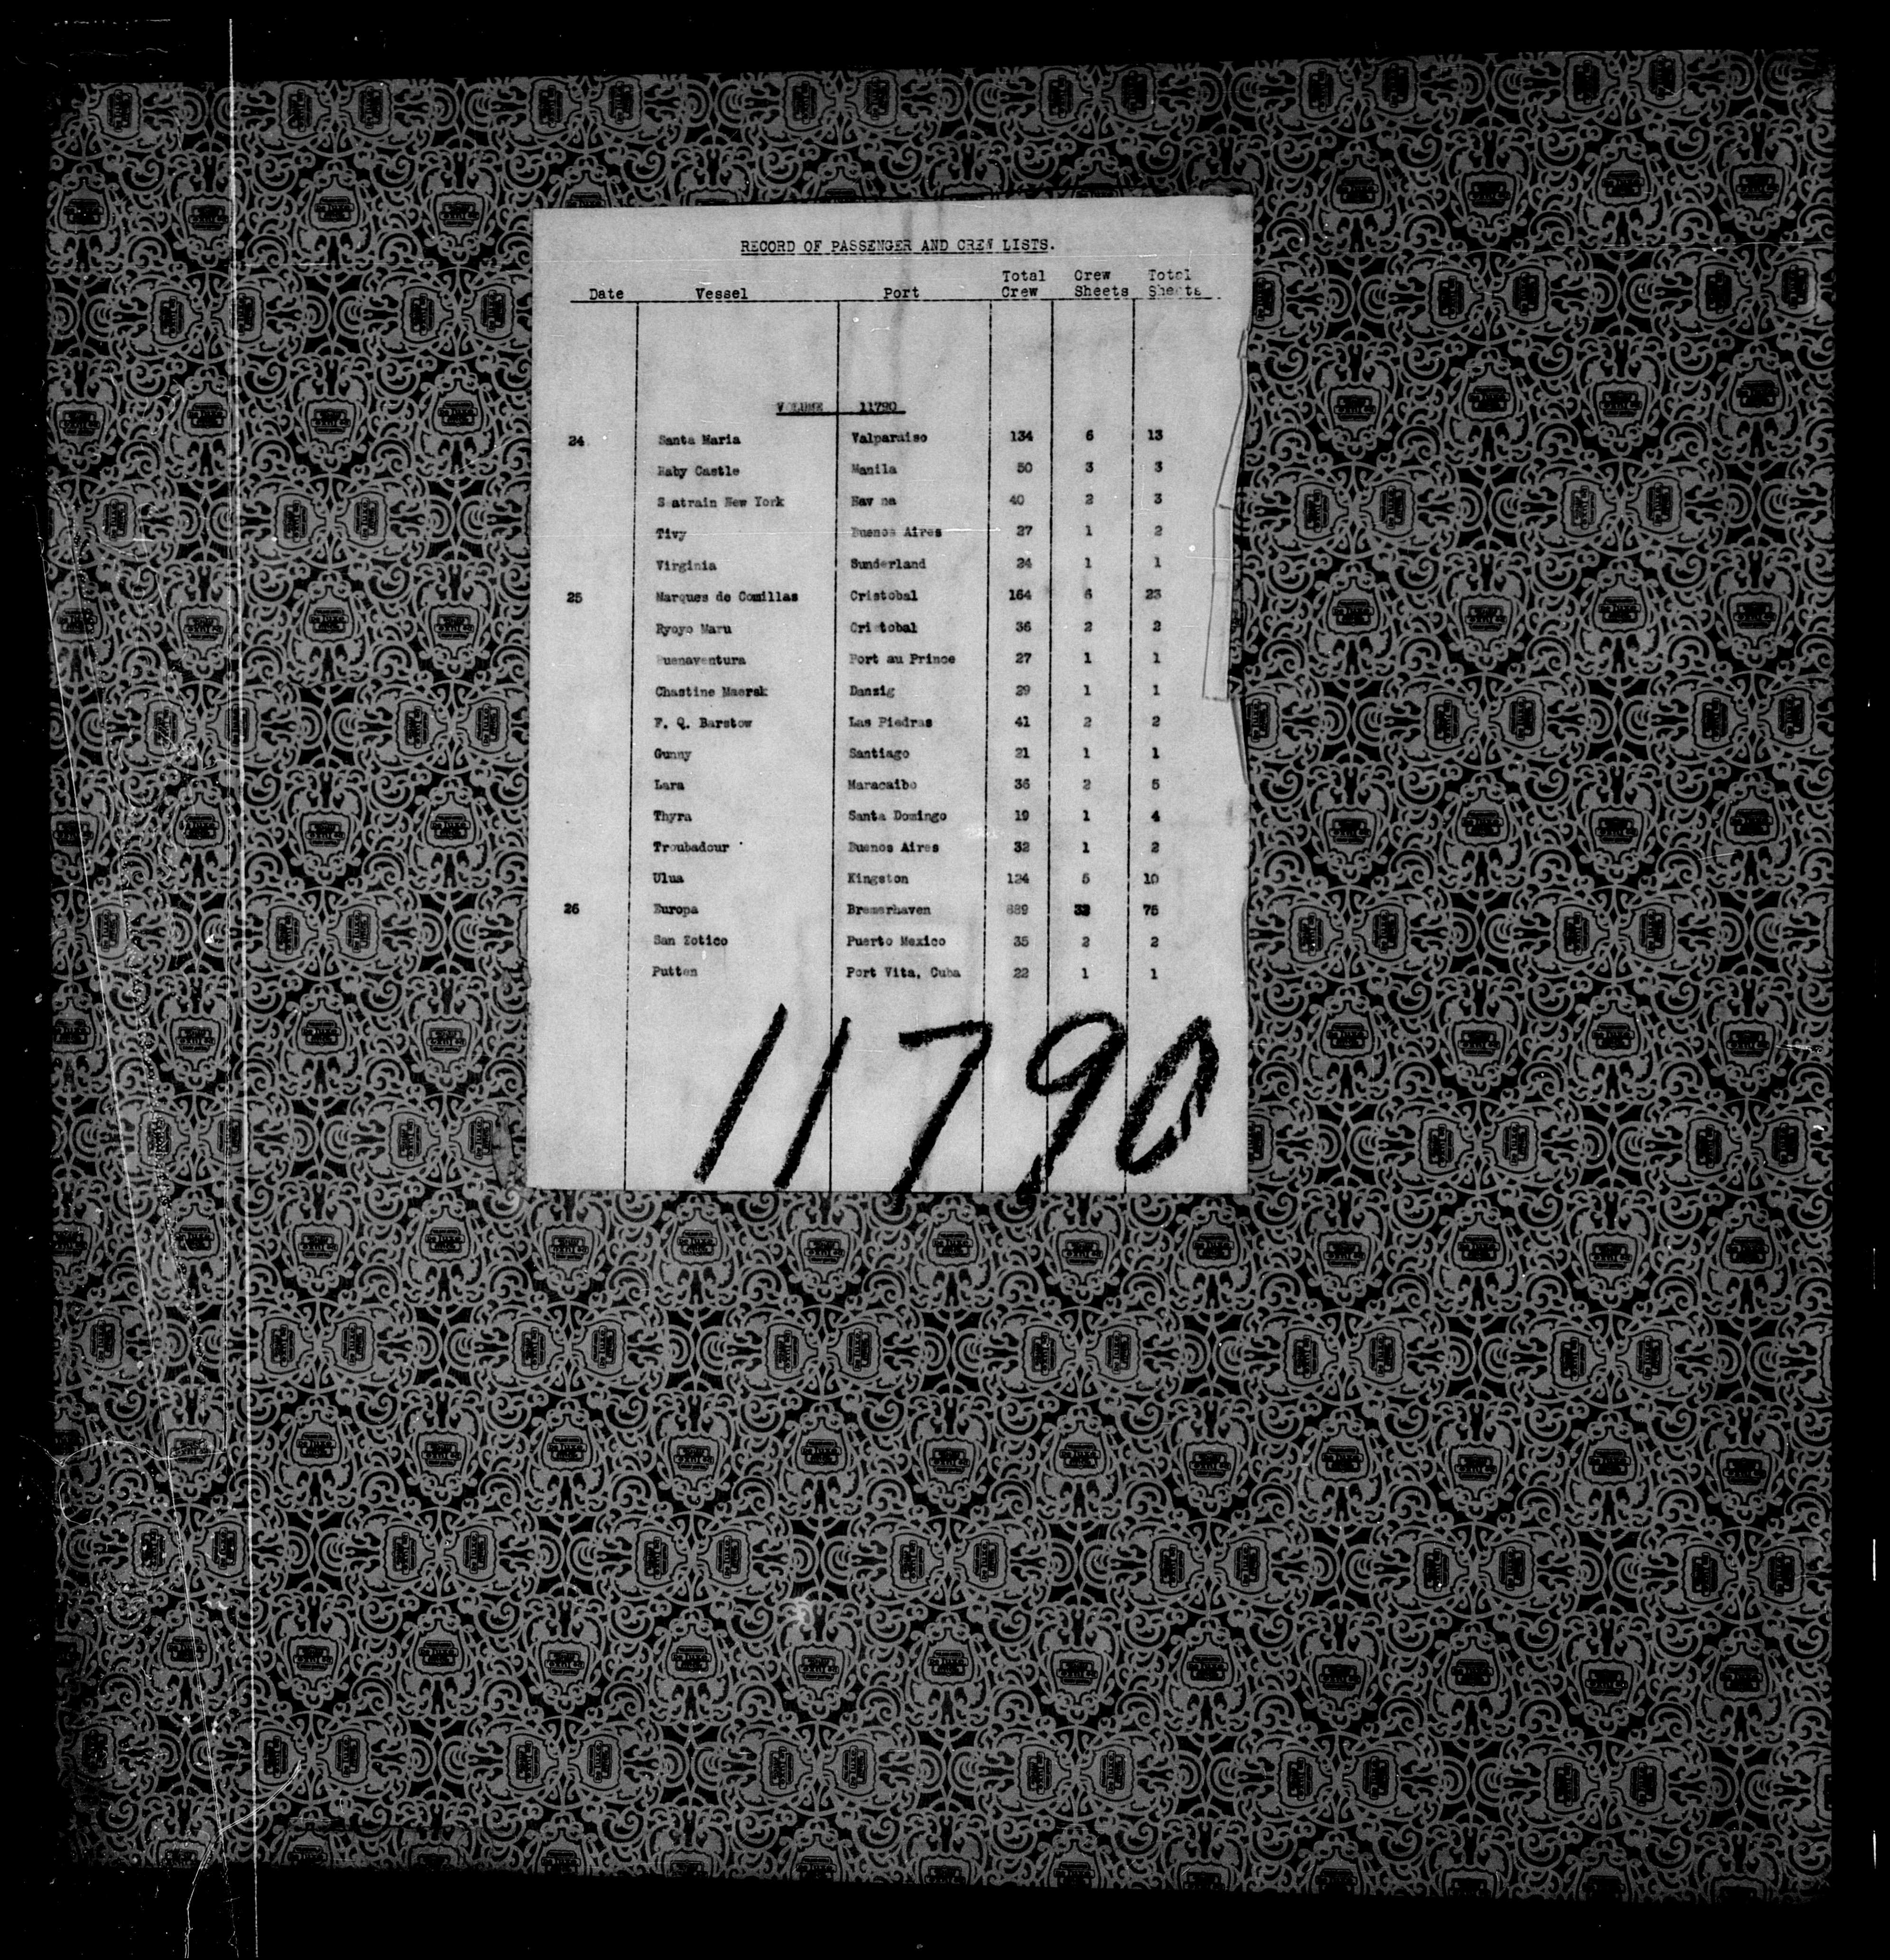 RECORD OF PASSENGER AND CREW LISTS.
Total Crew Total
Date Vessel Port Crew Sheets Sheets
VOLUME 11790
24 Santa Maria Valparaiso 134 6 13
Raby Castle Manila 50 3 3
Seatrain New York Havana 40 2 3
Tivy Buenos Aires 27 1 2
Virginia Sunderland 24 1 1
25 Marques de Comillas Cristobal 164 6 23
Ryoyo Maru Cristobal 36 2 2
Buenaventura Port au Prince 27 1 1
Chastine Maersk Danzig 29 1 1
F. Q. Barstow Las Piedras 41 2 2
Gunny Santiago 21 1 1
Lara Maracaibo 36 2 5
Thyra Santa Domingo 19 1 4
Troubadour Buenos Aires 32 1 2
Ulua Kingston 124 5 10
26 Europa Bremerhaven 75
San Zotico Puerto Mexico 35 2 2
Putten Port Vita, Cuba 22 1 1
11790